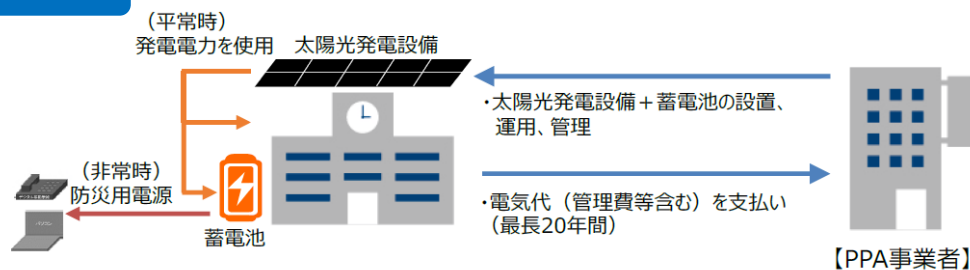 （平常時）
発電電力を使用
太陽光発電設備
・太陽光発電設備＋蓄電池の設置、
運用、管理
（非常時）
防災用電源
蓄電池
・電気代（管理費等含む）を支払い
（最長20年間）
【PPA事業者】